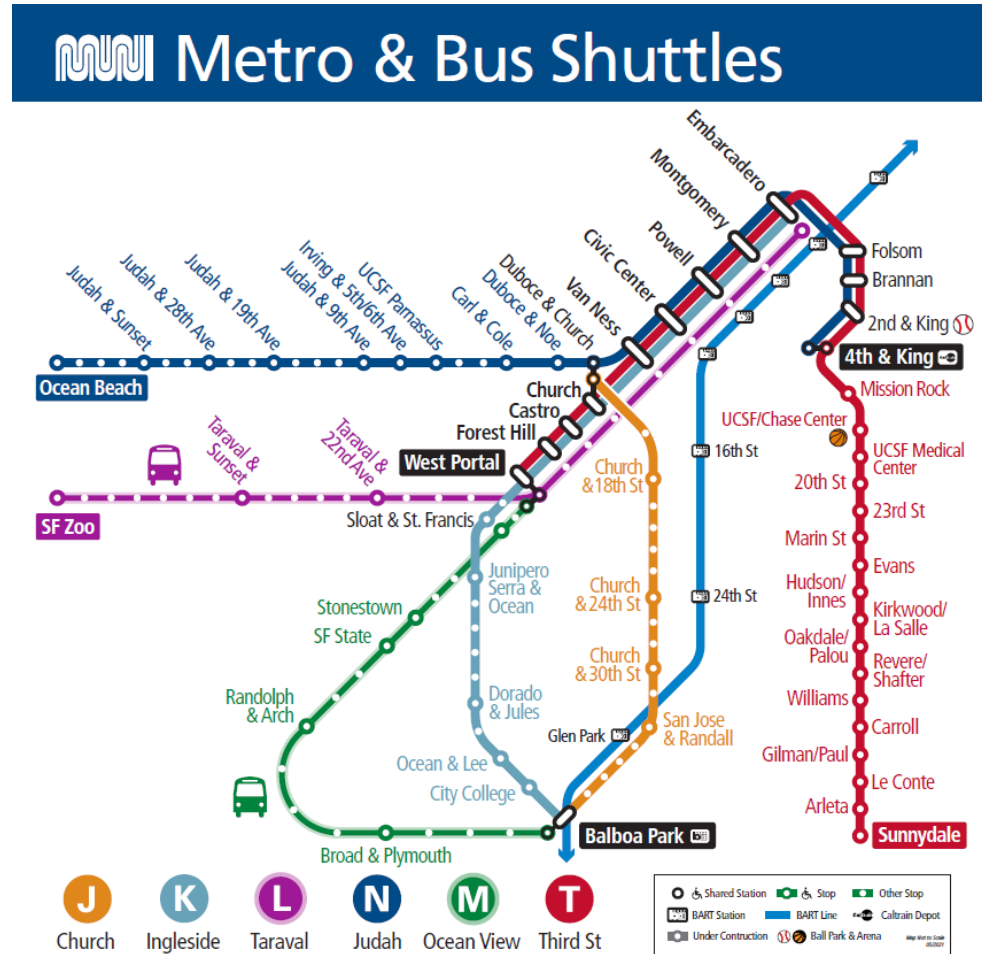 MUNI Metro & Bus Shuttles
Embarcadero
Montgomery
Powell
Civic Center
Van Ness
Duboce & Church
Duboce & Noe
Carl & Cole
UCSF Parnassus
Irving & 5th/6th Ave
Judah & 9th Ave
Judah & 19th Ave
Judah & 28th Ave
Judah & Sunset
Ocean Beach
Folsom
Brannan
2nd & King
4th & King
Church
Castro
Forest Hill
West Portal
Taraval &
Sunset
Taraval &
22nd Ave
SF Zoo
Sloat & St. Francis
Junipero
Serra &
Ocean
Stonestown
SF State
Randolph
& Arch
Dorado
& Jules
Ocean & Lee
City College
Broad & Plymouth
Balboa Park
Church
& 18th St
Church
& 24th St
Church
& 30th St
San Jose
& Randall
16th St
24th St
Glen Park
Mission Rock
UCSF/Chase Center
UCSF Medical
Center
20th St
23rd St
Marin St
Evans
Hudson/
Innes
Kirkwood/
La Salle
Oakdale/
Palou
Revere/
Shafter
Williams
Carroll
Gilman/Paul
Le Conte
Arleta
Sunnydale
J
Church
K
Ingleside
L
Taraval
N
Judah
M
Ocean View
T
Third St
Shared Station
Stop
Other Stop
BART Station
BART Line
Caltrain Depot
Under Contruction
Ball Park & Arena
Map Not to Scale
05/2021